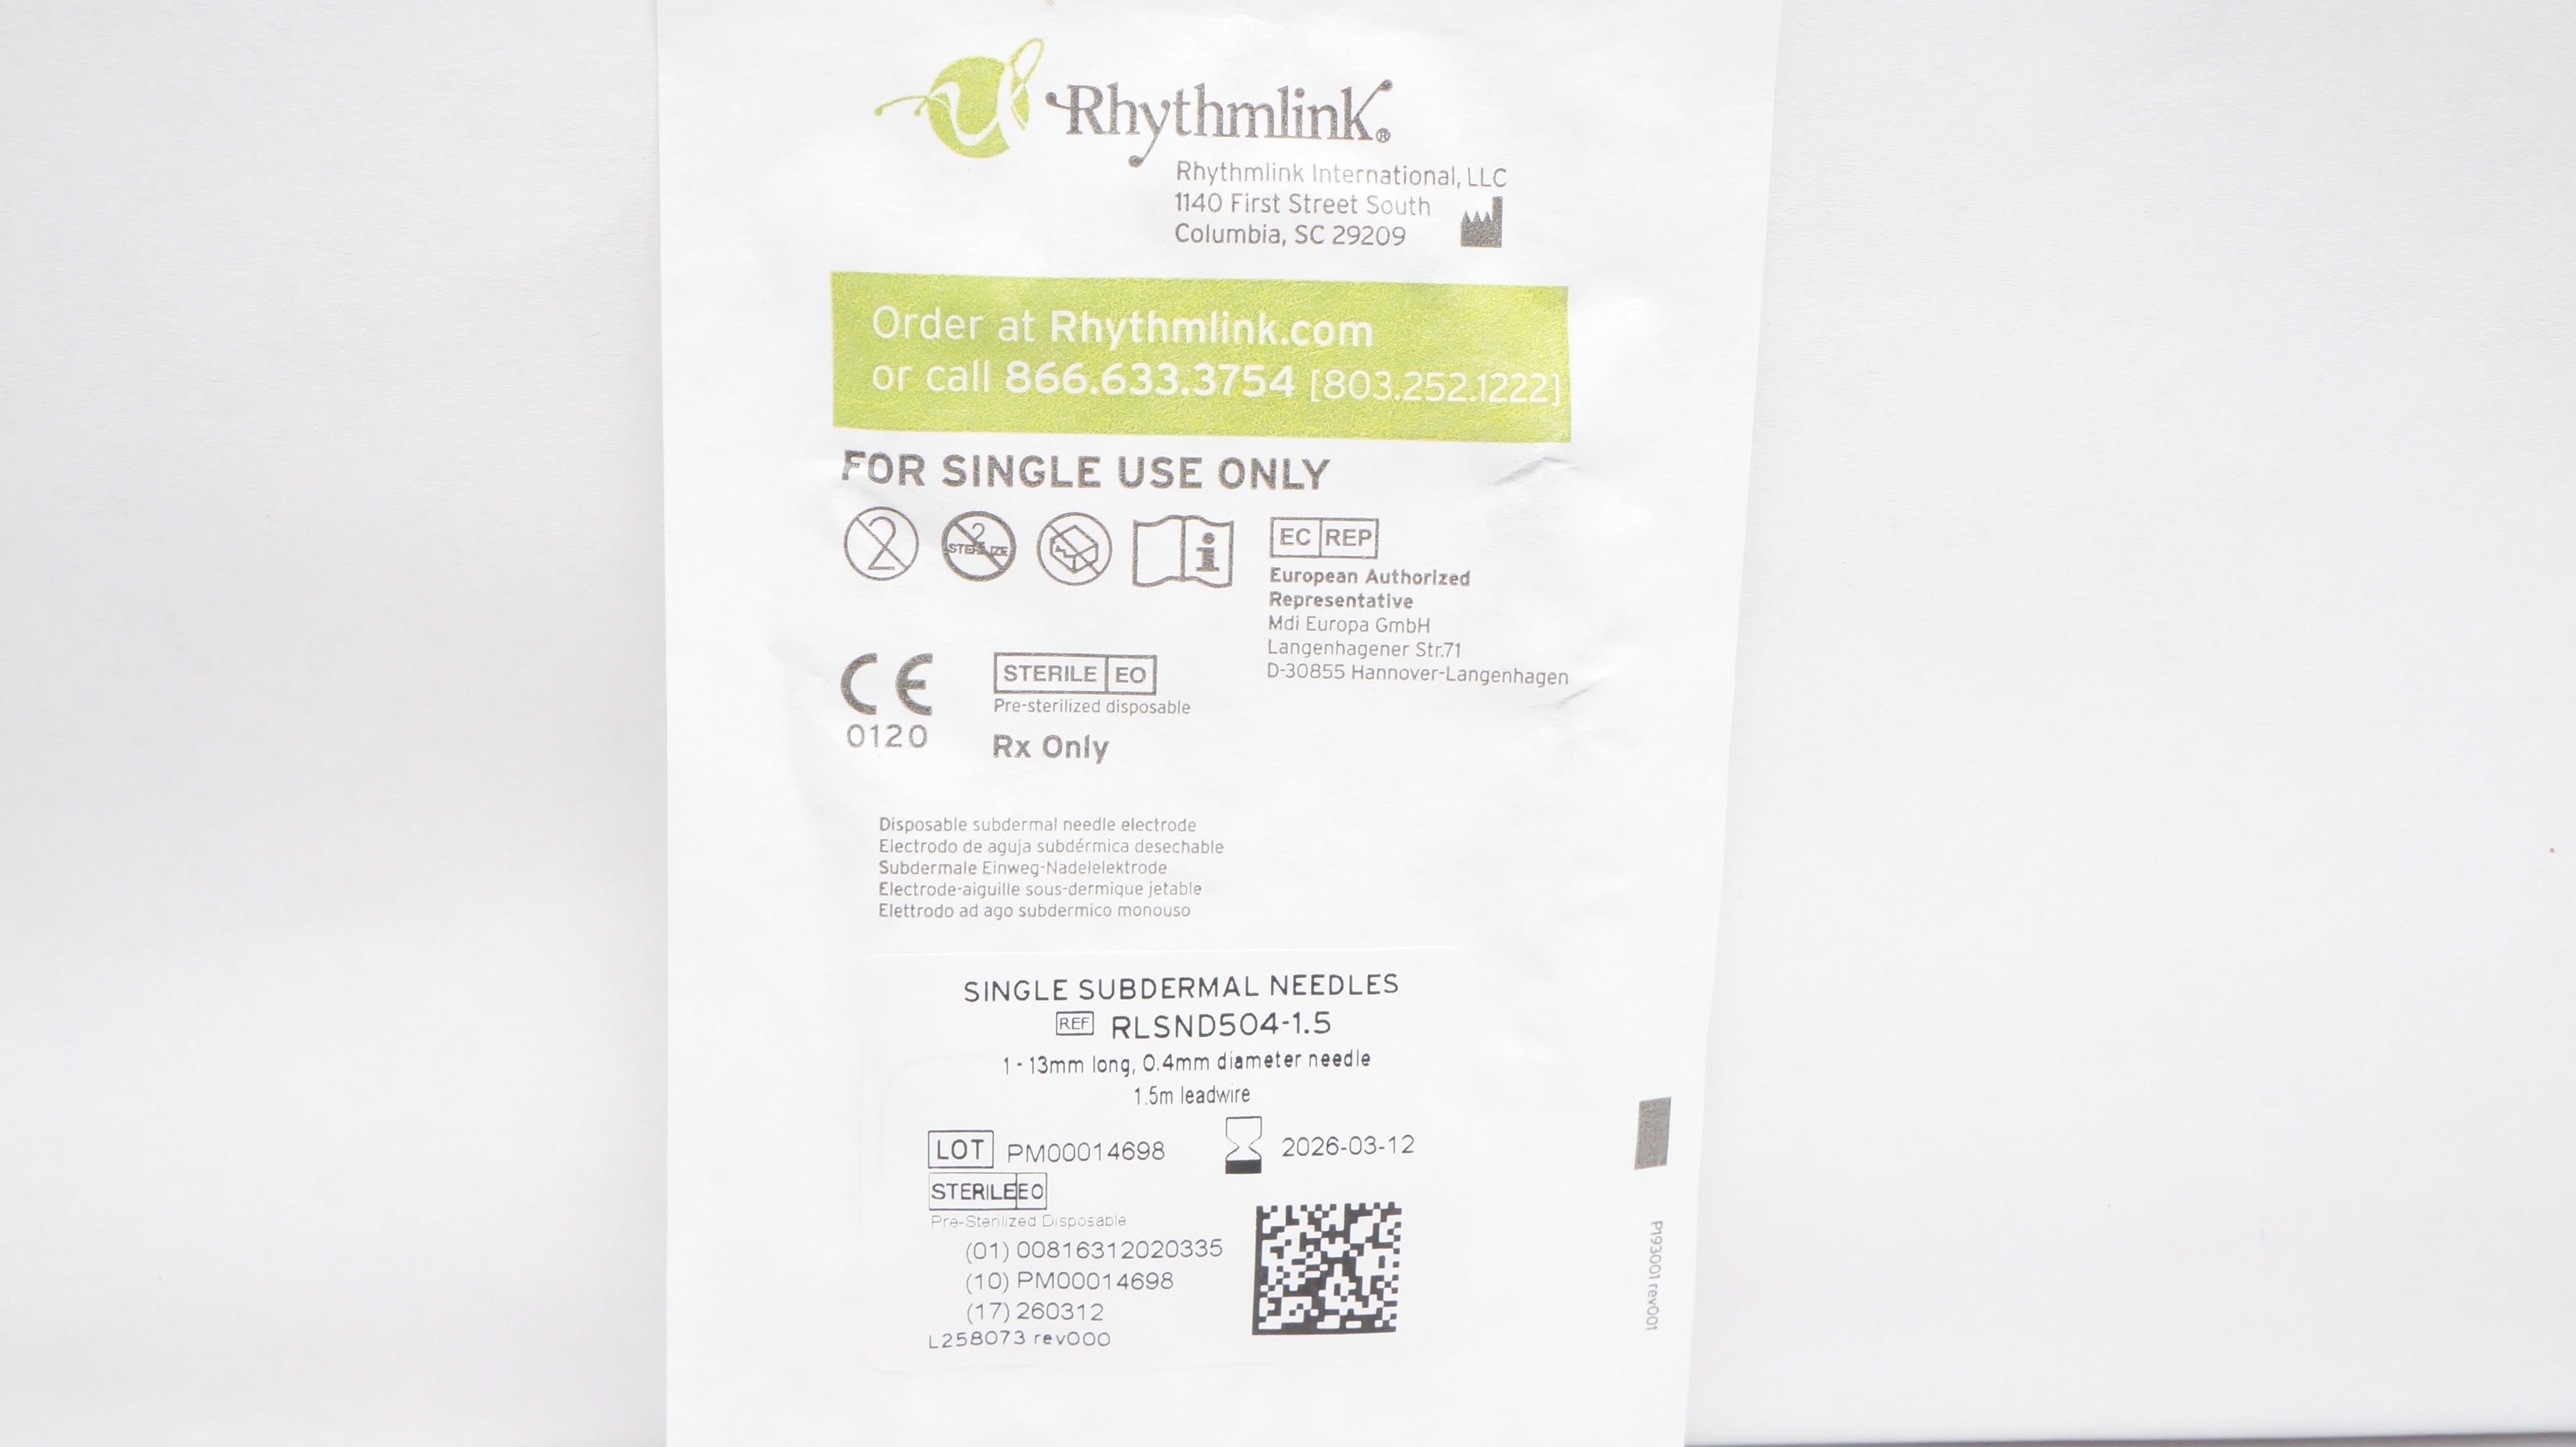 Rhythmlink®
Rhythmlink International, LLC
1140 First Street South
Columbia, SC 29209
Order at Rhythmlink.com
or call 866.633.3754 [803.252.1222]
FOR SINGLE USE ONLY
2
2
STERILIZE
EC REP
European Authorized
Representative
Mdi Europa GmbH
Langenhagener Str.71
D-30855 Hannover-Langenhagen
CE
0120
STERILE EO
Pre-sterilized disposable
Rx Only
Disposable subdermal needle electrode
Electrodo de aguja subdérmica desechable
Subdermale Einweg-Nadelelektrode
Electrode-aiguille sous-dermique jetable
Elettrodo ad ago subdermico monouso
SINGLE SUBDERMAL NEEDLES
REF RLSND504-1.5
1 - 13mm long, 0.4mm diameter needle
1.5m leadwire
LOT PM00014698
2026-03-12
STERILE EO
Pre-Sterilized Disposable
(01) 00816312020335
(10) PM00014698
(17) 260312
L258073 rev000
P193001 rev001